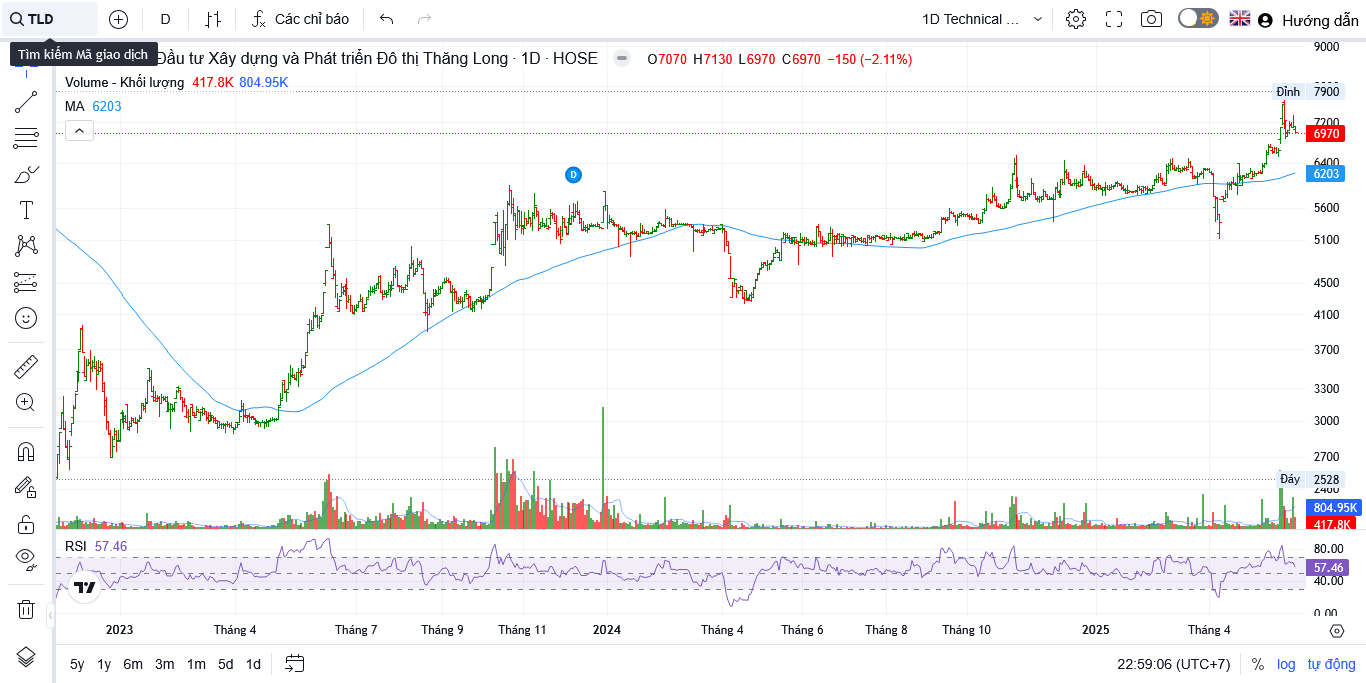 TLD
D
Các chỉ báo
1D Technical ...
Hướng dẫn
Tìm kiếm Mã giao dịch
Đầu tư Xây dựng và Phát triển Đô thị Thăng Long · 1D · HOSE
O7070 H7130 L6970 C6970 −150 (−2.11%)
Volume - Khối lượng 417.8K 804.95K
MA 6203
D
9000
Đỉnh 7900
7200
6970
6400
6203
5600
5100
4500
4100
3700
3300
3000
2700
Đáy 2528
2400
804.95K
417.8K
RSI 57.46
80.00
57.46
40.00
0.00
2023 Tháng 4 Tháng 7 Tháng 9 Tháng 11 2024 Tháng 4 Tháng 6 Tháng 8 Tháng 10 2025 Tháng 4
5y 1y 6m 3m 1m 5d 1d
22:59:06 (UTC+7) % log tự động